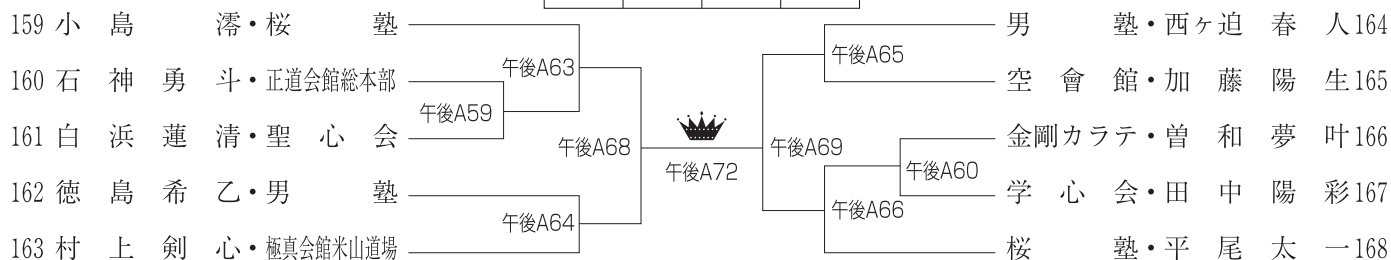 159 小島澪・桜塾
午後A63
160 石神勇斗・正道会館総本部
午後A59
161 白浜蓮清・聖心会
午後A68
162 徳島希乙・男塾
午後A64
163 村上剣心・極真会館米山道場
午後A72
男塾・西ヶ迫春人 164
午後A65
空會館・加藤陽生 165
午後A69
金剛カラテ・曽和夢叶 166
午後A60
学心会・田中陽彩 167
午後A66
桜塾・平尾太一 168